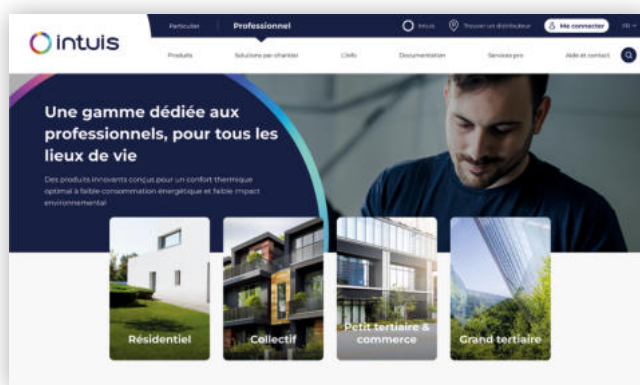 intuis
Particulier Professionnel intuis Trouver un distributeur Me connecter FR
Produits Solutions par chantier L'info Documentation Services pro Aide et contact
Une gamme dédiée aux
professionnels, pour tous les
lieux de vie
Des produits innovants conçus pour un confort thermique
optimal à faible consommation énergétique et faible impact
environnemental
Résidentiel
Collectif
Petit tertiaire &
commerce
Grand tertiaire